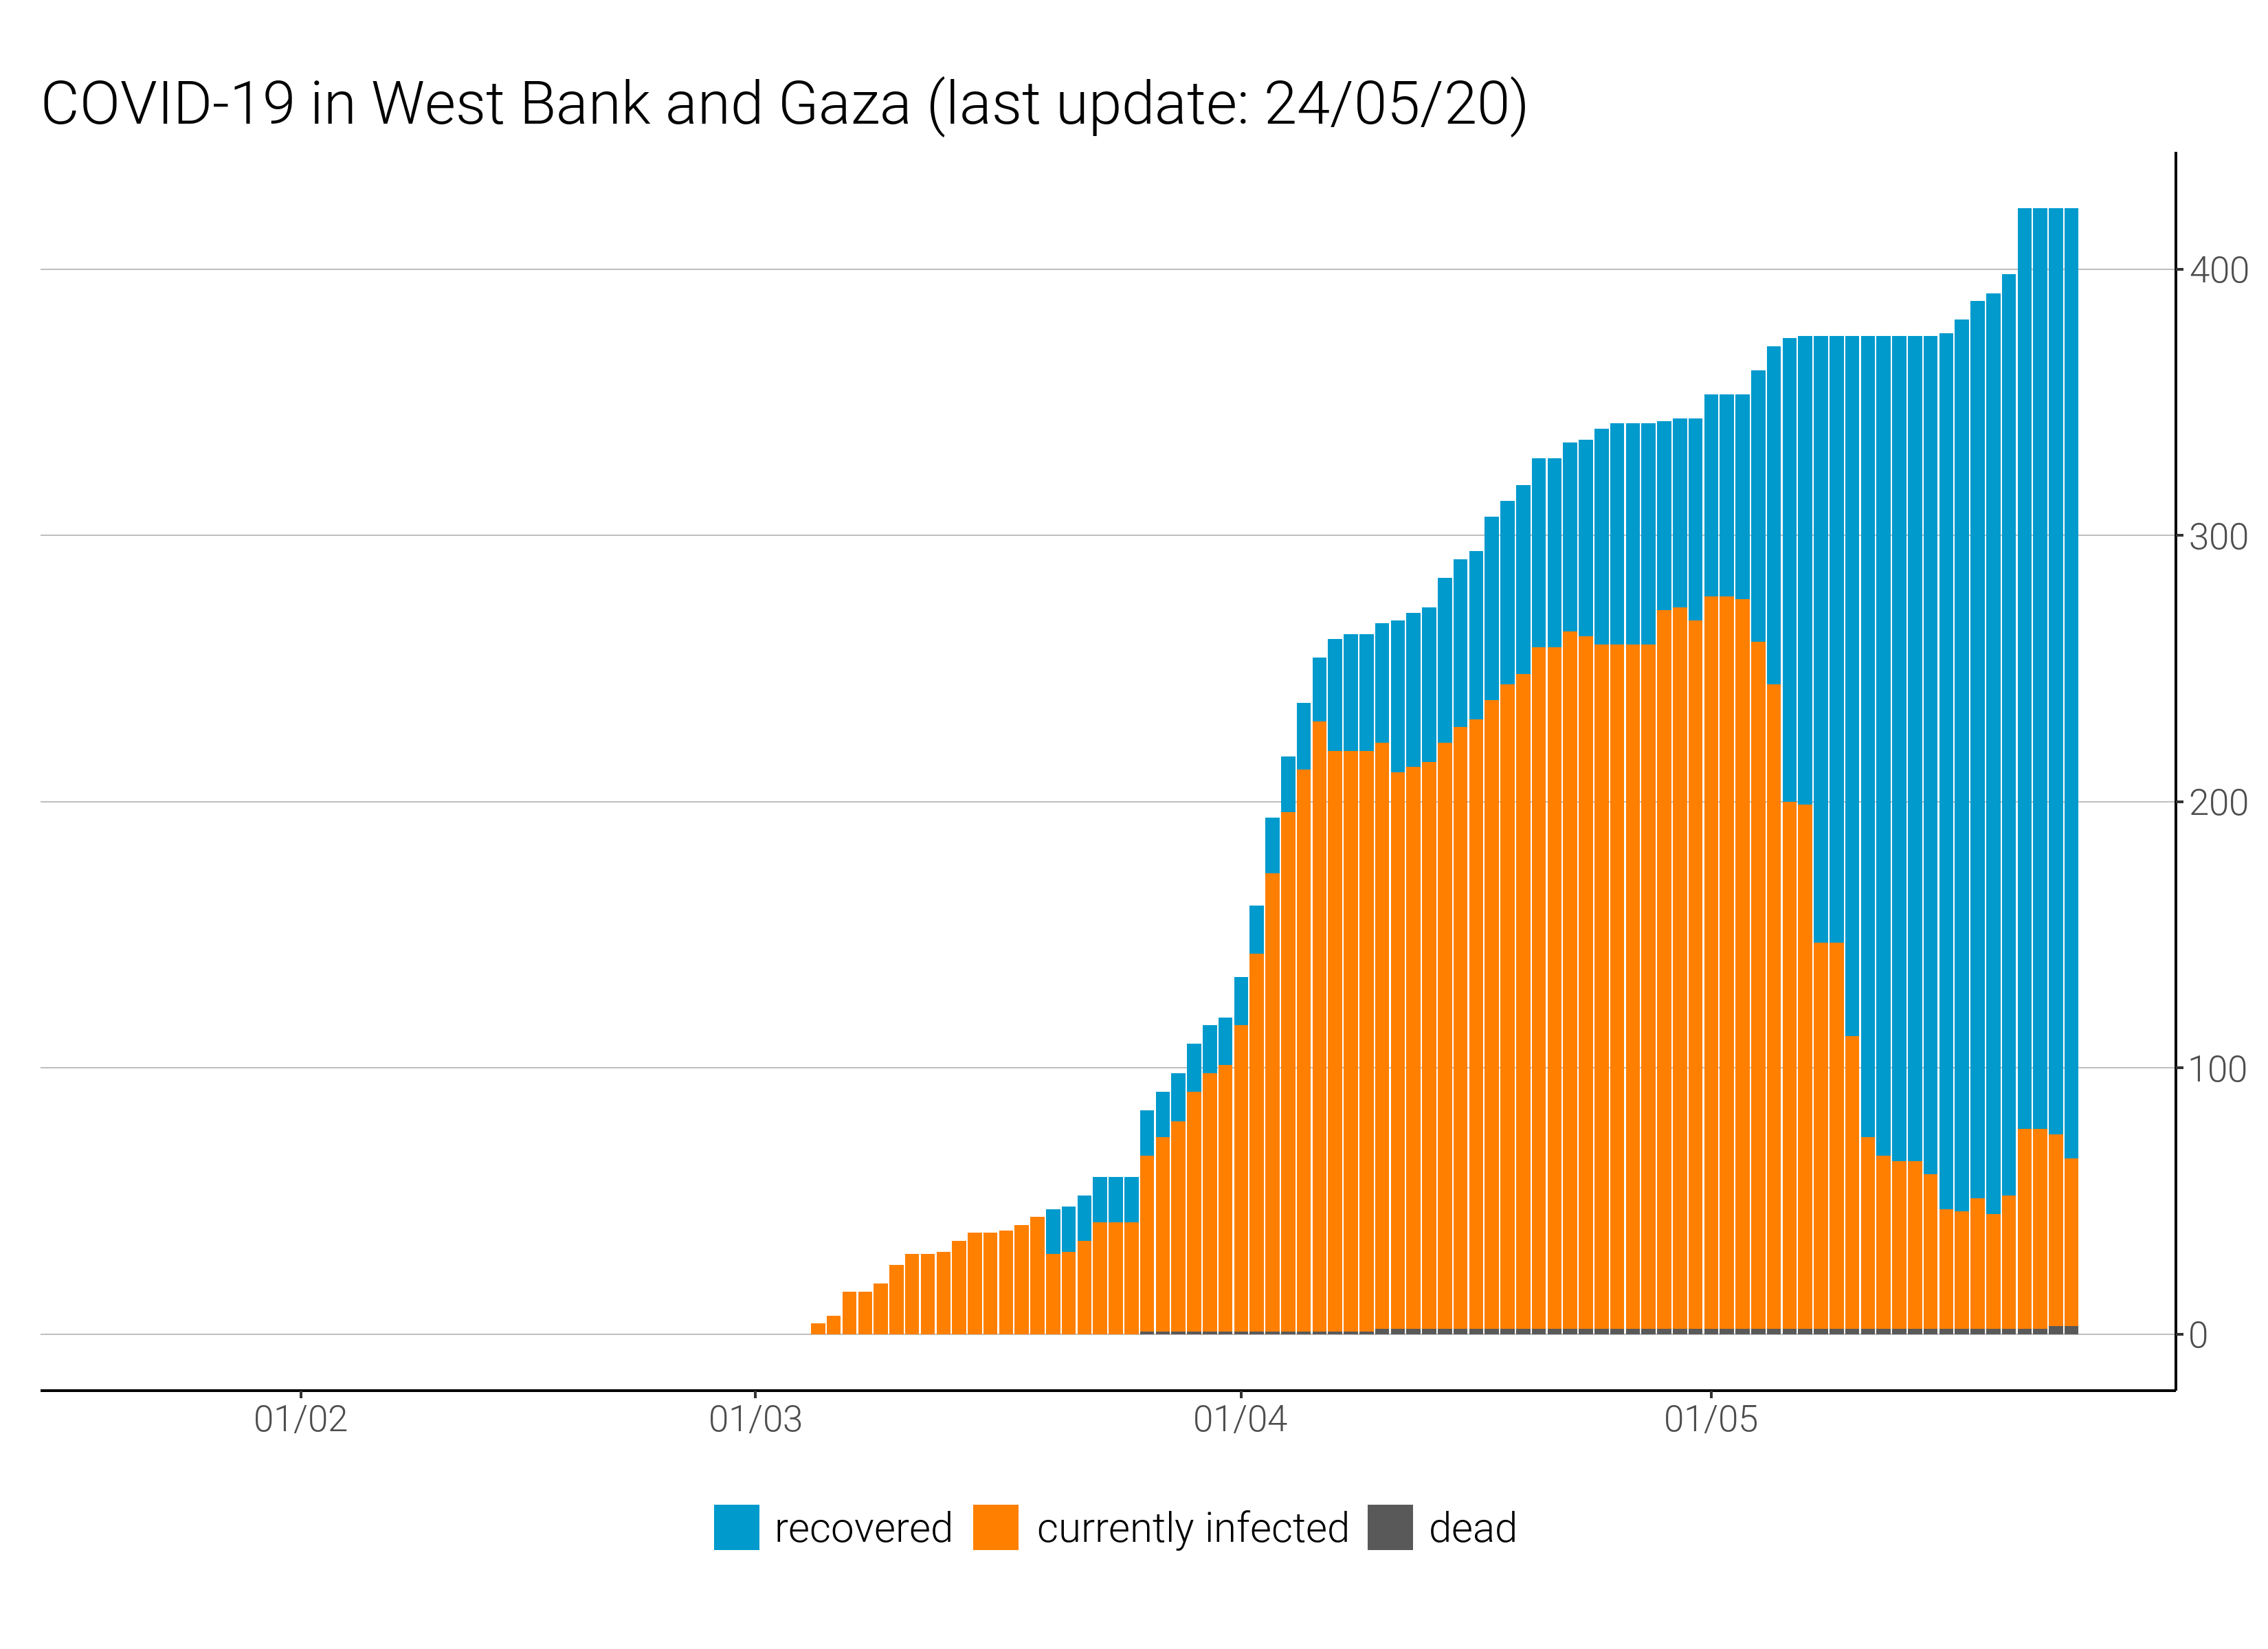 COVID-19 in West Bank and Gaza (last update: 24/05/20)
400
300
200
100
0
01/02 01/03 01/04 01/05
recovered currently infected dead